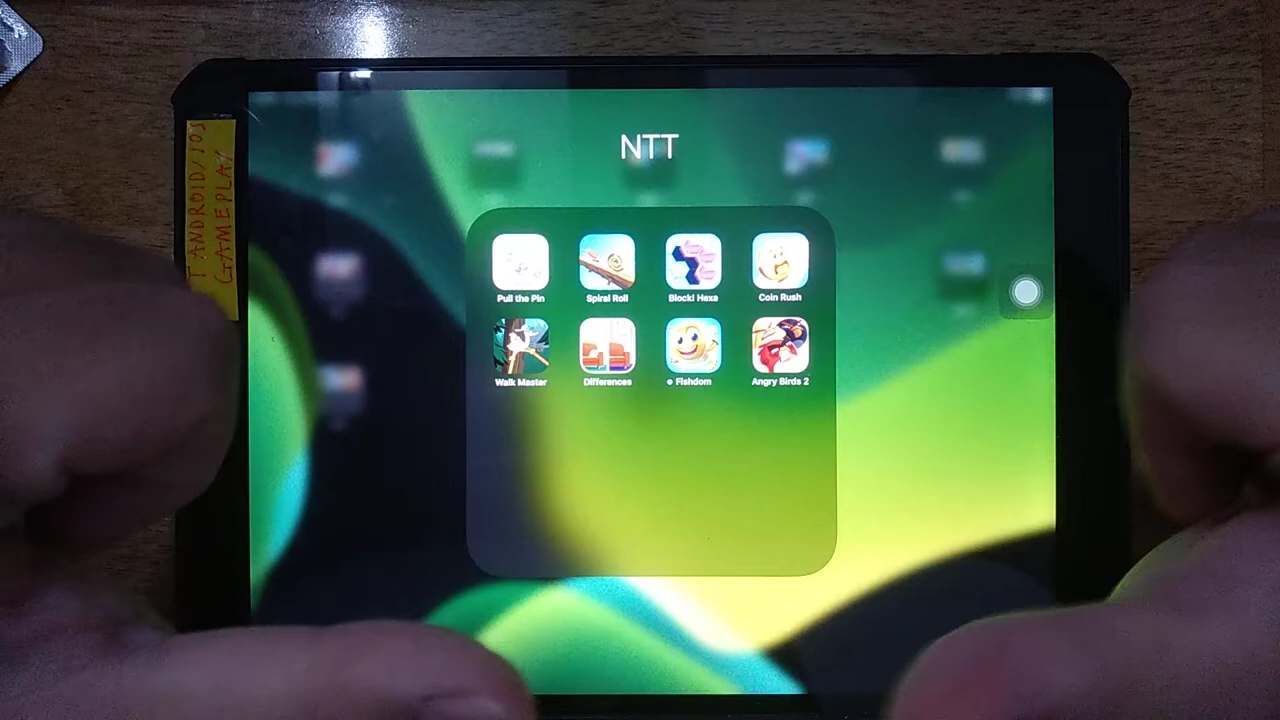 NTT
Pull the Pin
Spiral Roll
Block! Hexa
Coin Rush
Walk Master
Differences
Fishdom
Angry Birds 2
T ANDROID/IOS
GAMEPLAY